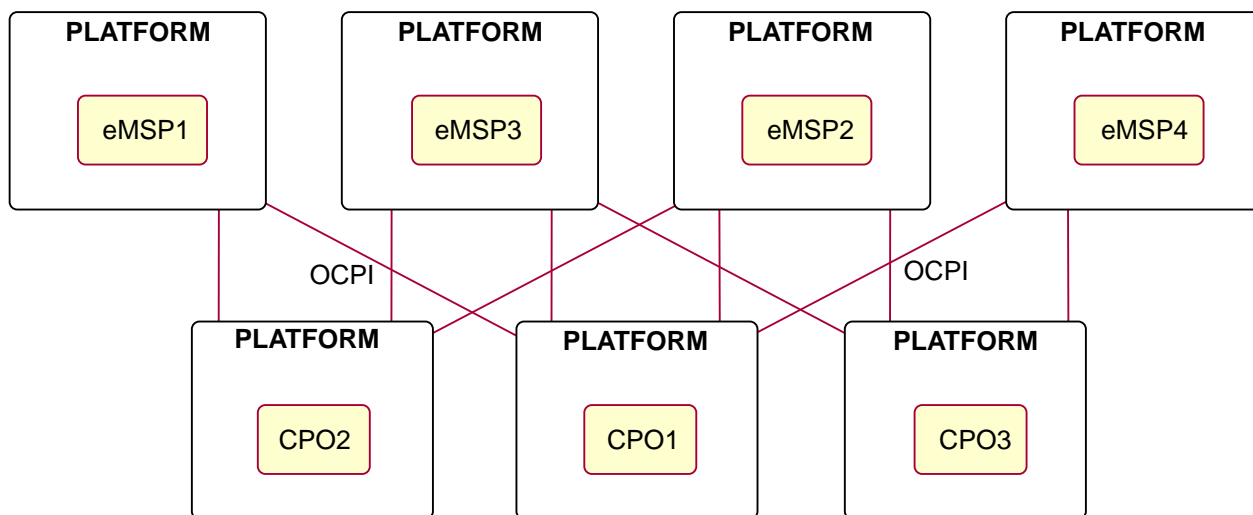 PLATFORM
PLATFORM
PLATFORM
PLATFORM
eMSP1
eMSP3
eMSP2
eMSP4
OCPI
OCPI
PLATFORM
PLATFORM
PLATFORM
CPO2
CPO1
CPO3